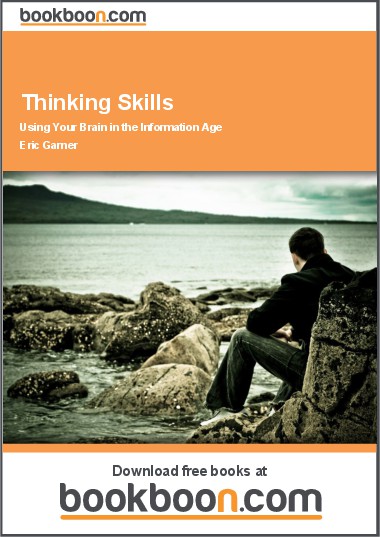 bookboon.com
Thinking Skills
Using Your Brain in the Information Age
Eric Garner
Download free books at
bookboon.com